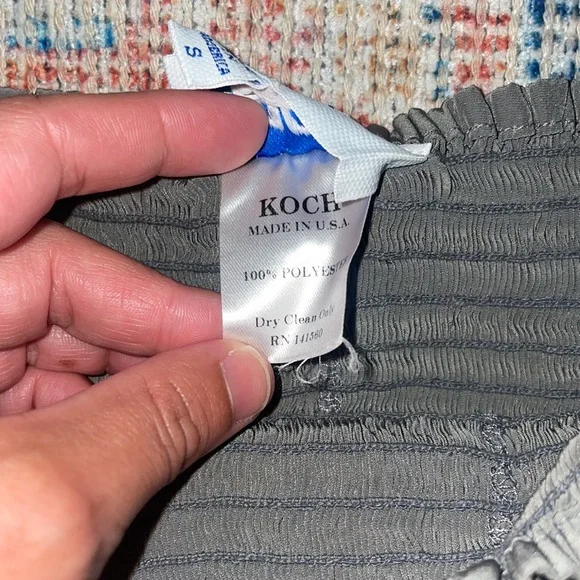 S
KOCH
MADE IN U.S.A.
100% POLYESTER
Dry Clean Only
RN 141560